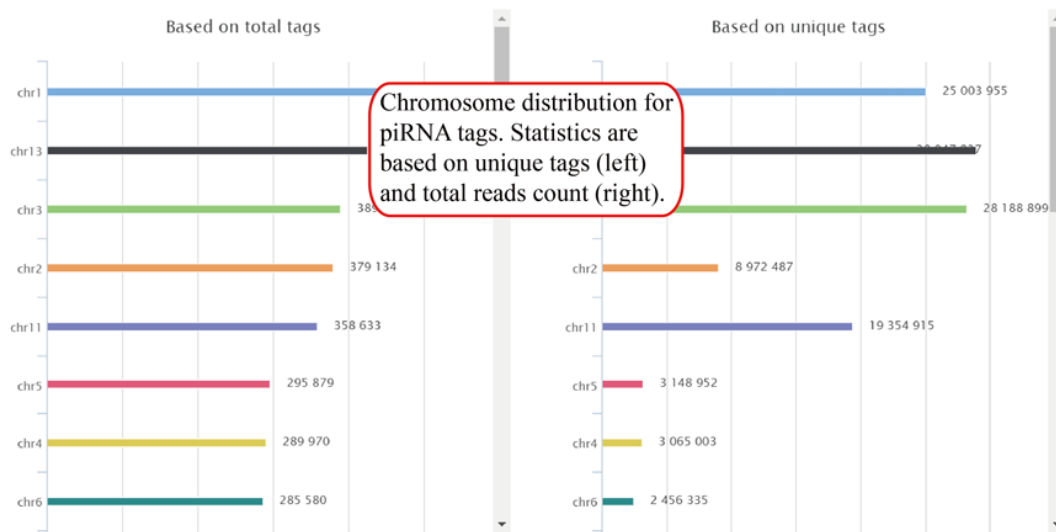 Based on total tags
Based on unique tags
chr1
25 003 955
chr13
chr3
28 188 899
Chromosome distribution for
piRNA tags. Statistics are
based on unique tags (left)
and total reads count (right).
chr2
379 134
chr2
8 972 487
chr11
358 633
chr11
19 354 915
chr5
295 879
chr5
3 148 952
chr4
289 970
chr4
3 065 003
chr6
285 580
chr6
2 456 335